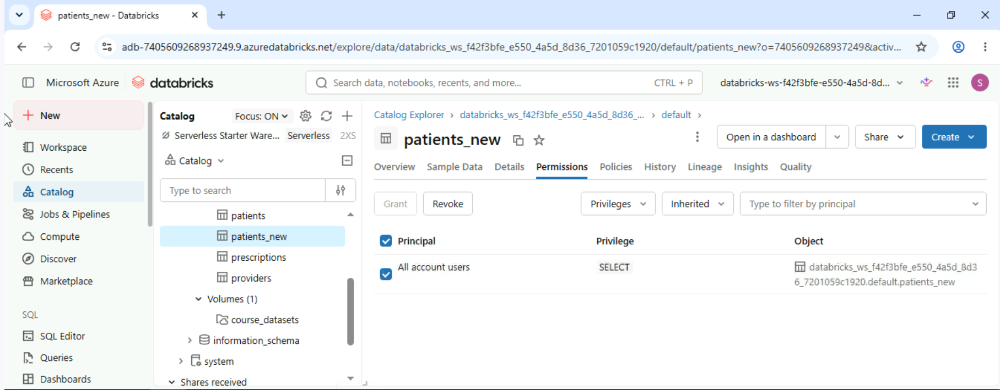 patients_new - Databricks
adb-7405609268937249.9.azuredatabricks.net/explore/data/databricks_ws_f42f3bfe_e550_4a5d_8d36_7201059c1920/default/patients_new?o=7405609268937249&activ...
Microsoft Azure databricks
Search data, notebooks, recents, and more... CTRL + P
databricks-ws-f42f3bfe-e550-4a5d-8d... S
New
Workspace
Recents
Catalog
Jobs & Pipelines
Compute
Discover
Marketplace
SQL
SQL Editor
Queries
Dashboards
Catalog Focus: ON
Serverless Starter Ware... Serverless 2XS
Catalog
Type to search
patients
patients_new
prescriptions
providers
Volumes (1)
course_datasets
information_schema
system
Shares received
Catalog Explorer > databricks_ws_f42f3bfe_e550_4a5d_8d36_... > default >
patients_new
Open in a dashboard Share Create
Overview Sample Data Details Permissions Policies History Lineage Insights Quality
Grant Revoke Privileges Inherited Type to filter by principal
Principal Privilege Object
All account users SELECT databricks_ws_f42f3bfe_e550_4a5d_8d3
6_7201059c1920.default.patients_new